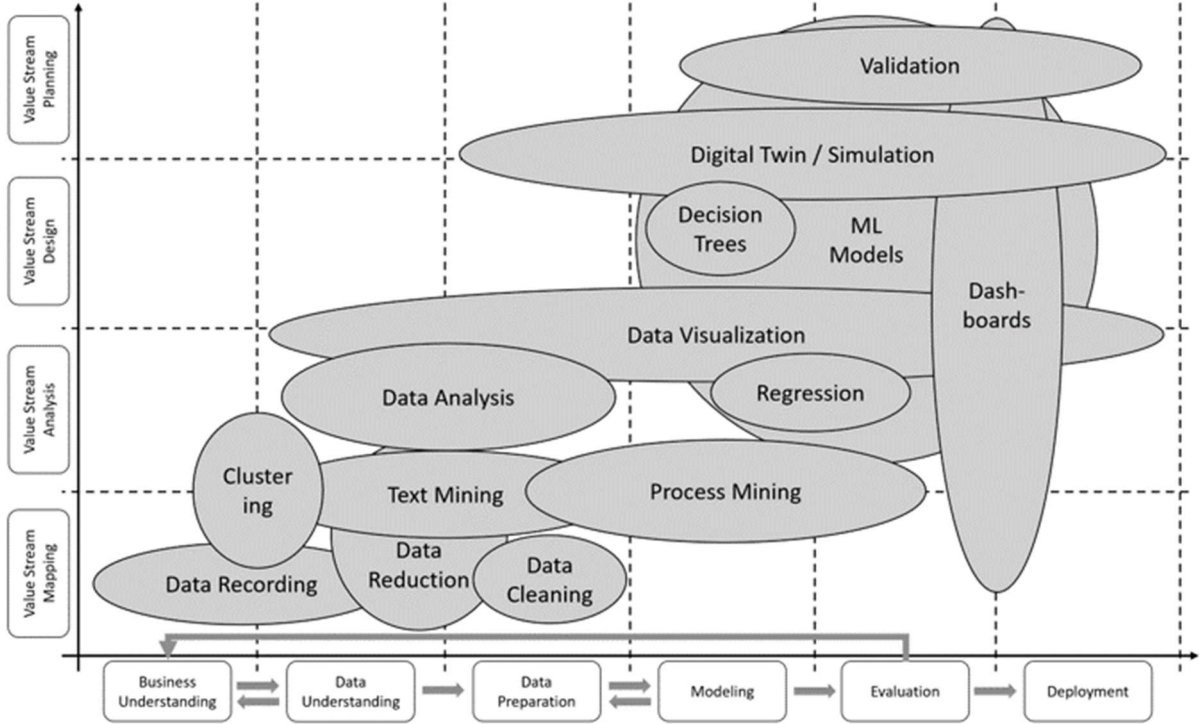 Value Stream
Planning
Value Stream
Design
Value Stream
Analysis
Value Stream
Mapping
Validation
Digital Twin / Simulation
Decision
Trees
ML
Models
Dash-
boards
Data Visualization
Data Analysis
Regression
Cluster
ing
Text Mining
Process Mining
Data Recording
Data
Reduction
Data
Cleaning
Business
Understanding
Data
Understanding
Data
Preparation
Modeling
Evaluation
Deployment